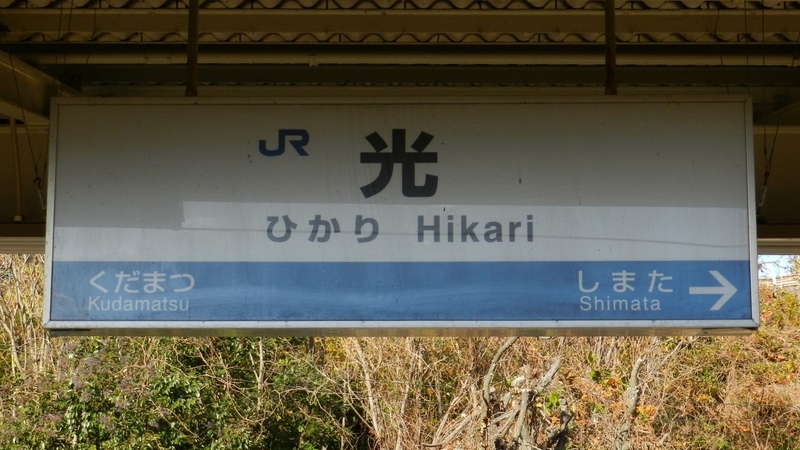 JR 光
ひかり Hikari
くだまつ しまた →
Kudamatsu Shimata